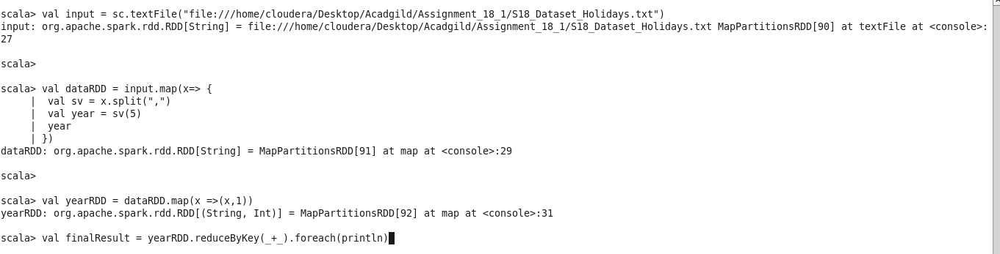 scala> val input = sc.textFile("file:///home/cloudera/Desktop/Acadgild/Assignment_18_1/S18_Dataset_Holidays.txt")
input: org.apache.spark.rdd.RDD[String] = file:///home/cloudera/Desktop/Acadgild/Assignment_18_1/S18_Dataset_Holidays.txt MapPartitionsRDD[90] at textFile at <console>:
27
scala>
scala> val dataRDD = input.map(x=> {
     |  val sv = x.split(",")
     |  val year = sv(5)
     |  year
     | })
dataRDD: org.apache.spark.rdd.RDD[String] = MapPartitionsRDD[91] at map at <console>:29
scala>
scala> val yearRDD = dataRDD.map(x =>(x,1))
yearRDD: org.apache.spark.rdd.RDD[(String, Int)] = MapPartitionsRDD[92] at map at <console>:31
scala> val finalResult = yearRDD.reduceByKey(_+_).foreach(println)